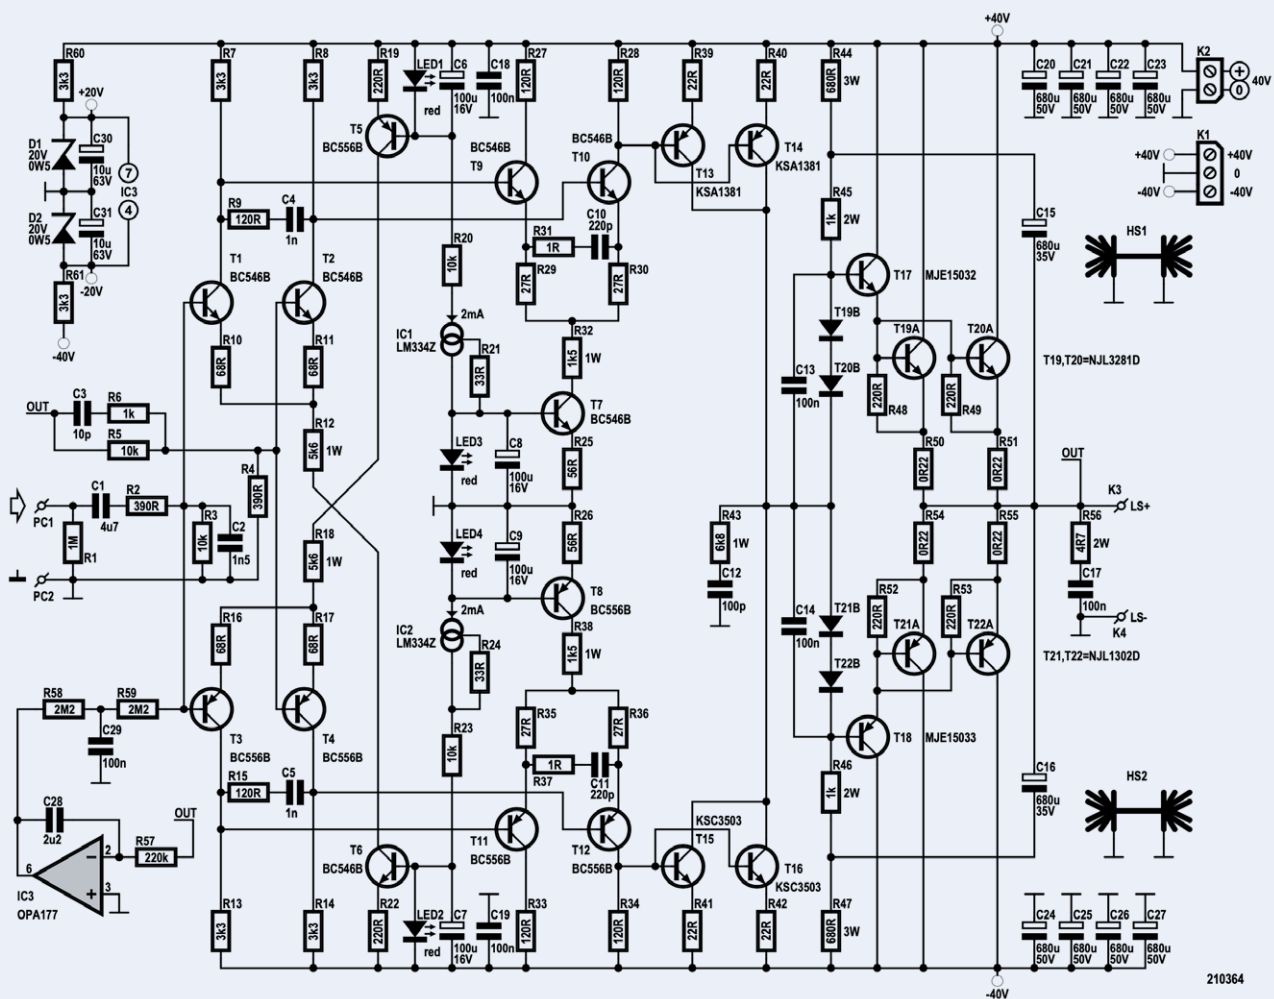 +40V
R60
3k3
R7
3k3
R8
3k3
R19
220R
LED1
red
C6
100u
16V
C18
100n
R27
120R
R28
120R
R39
22R
R40
22R
R44
680R
3W
C20
680u
50V
C21
680u
50V
C22
680u
50V
C23
680u
50V
K2
+
0
40V
+20V
D1
20V
0W5
C30
10u
63V
7
IC3
4
D2
20V
0W5
C31
10u
63V
R61
3k3
-20V
-40V
T5
BC556B
BC546B
T9
BC546B
T10
T13
KSA1381
T14
KSA1381
K1
+40V
+40V
0
-40V
-40V
R9
120R
C4
1n
R45
1k
2W
C15
680u
35V
HS1
R20
10k
R31
1R
C10
220p
R29
27R
R30
27R
T1
BC546B
T2
BC546B
T17
MJE15032
R10
68R
R11
68R
2mA
IC1
LM334Z
R21
33R
R32
1k5
1W
T19B
T20B
T19A
T20A
T19,T20=NJL3281D
C13
100n
220R
R48
220R
R49
OUT
C3
10p
R6
1k
R5
10k
R12
5k6
1W
T7
BC546B
R25
56R
LED3
red
C8
100u
16V
R50
0R22
R51
0R22
OUT
R4
390R
PC1
C1
4u7
R2
390R
R1
1M
R3
10k
C2
1n5
PC2
R18
5k6
1W
LED4
red
C9
100u
16V
R26
56R
R43
6k8
1W
C12
100p
R54
0R22
R55
0R22
R56
4R7
2W
K3
LS+
C17
100n
LS-
K4
T8
BC556B
R16
68R
R17
68R
2mA
IC2
LM334Z
R24
33R
R38
1k5
1W
C14
100n
T21B
T22B
R52
220R
R53
220R
T21A
T22A
T21,T22=NJL1302D
R58
2M2
R59
2M2
C29
100n
T3
BC556B
T4
BC556B
R23
10k
R35
27R
R36
27R
T18
MJE15033
R15
120R
C5
1n
1R
R37
C11
220p
R46
1k
2W
C16
680u
35V
HS2
C28
2u2
OUT
R57
220k
6
2
3
−
+
IC3
OPA177
T6
BC546B
T11
BC556B
T12
BC556B
KSC3503
T15
T16
KSC3503
R13
3k3
R14
3k3
R22
220R
LED2
red
C7
100u
16V
C19
100n
R33
120R
R34
120R
R41
22R
R42
22R
R47
680R
3W
C24
680u
50V
C25
680u
50V
C26
680u
50V
C27
680u
50V
-40V
210364